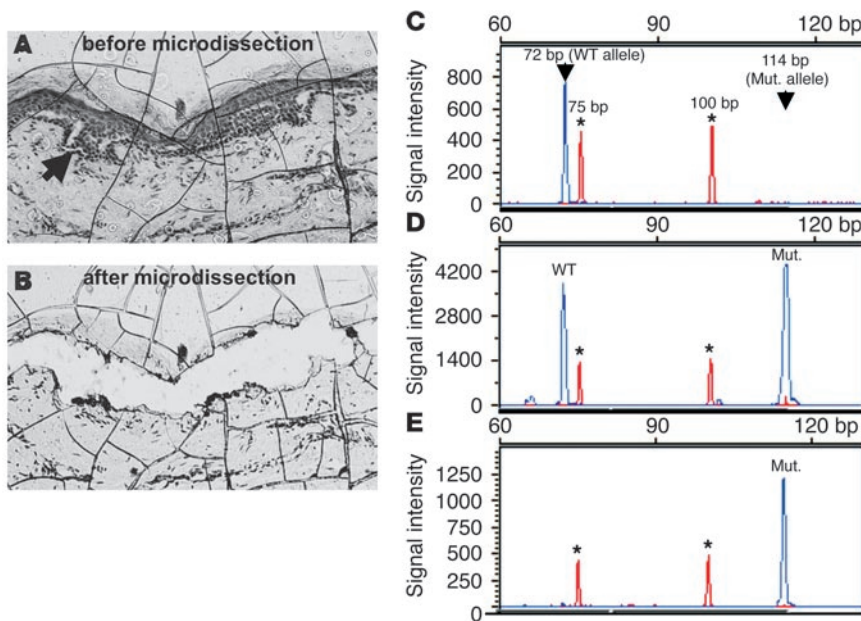 A before microdissection
B after microdissection
C
60 90 120 bp
72 bp (WT allele)
114 bp
(Mut. allele)
75 bp
100 bp
*
*
Signal intensity
800
600
400
200
0
D
60 90 120 bp
WT
Mut.
*
*
Signal intensity
4200
2800
1400
0
E
60 90 120 bp
Mut.
*
*
Signal intensity
1250
1000
750
500
250
0